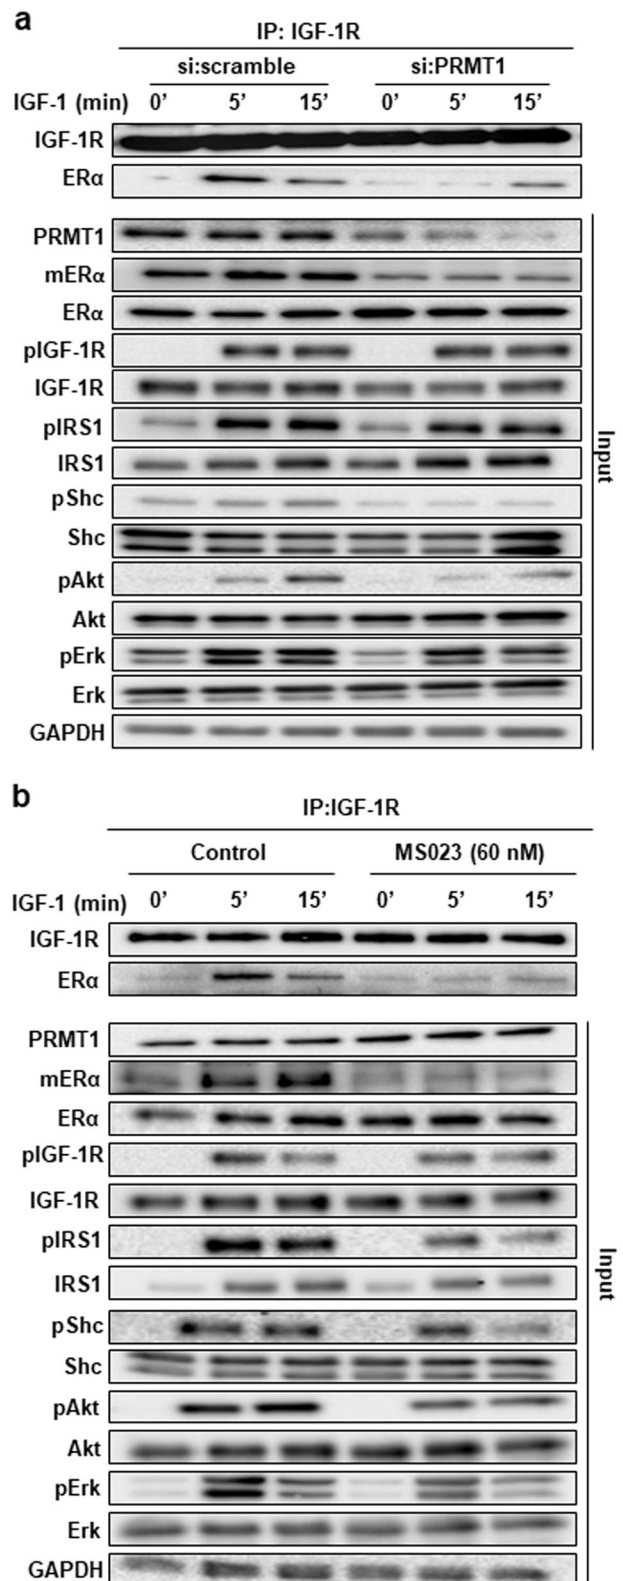 a
IP: IGF-1R
si:scramble si:PRMT1
IGF-1 (min) 0’ 5’ 15’ 0’ 5’ 15’
IGF-1R
ERα
PRMT1
mERα
ERα
pIGF-1R
IGF-1R
pIRS1
IRS1
pShc
Shc
pAkt
Akt
pErk
Erk
GAPDH
Input
b
IP:IGF-1R
Control MS023 (60 nM)
IGF-1 (min) 0’ 5’ 15’ 0’ 5’ 15’
IGF-1R
ERα
PRMT1
mERα
ERα
pIGF-1R
IGF-1R
pIRS1
IRS1
pShc
Shc
pAkt
Akt
pErk
Erk
GAPDH
Input